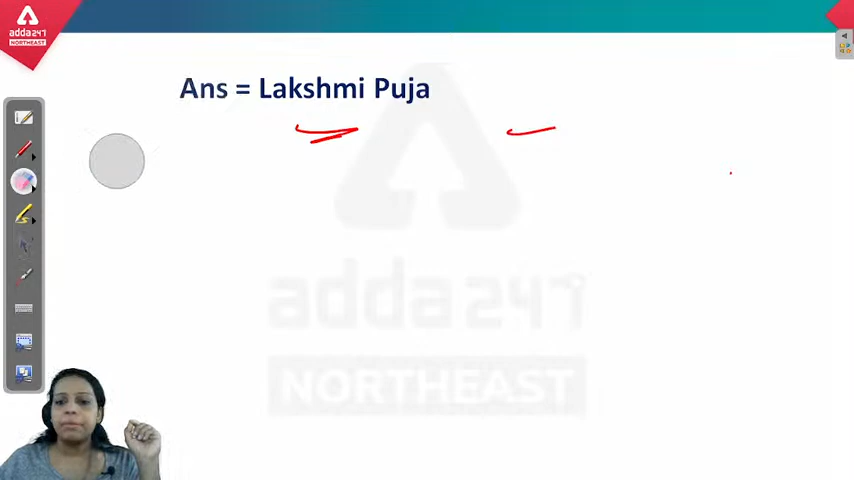 adda247
NORTHEAST
Ans = Lakshmi Puja
adda247
NORTHEAST